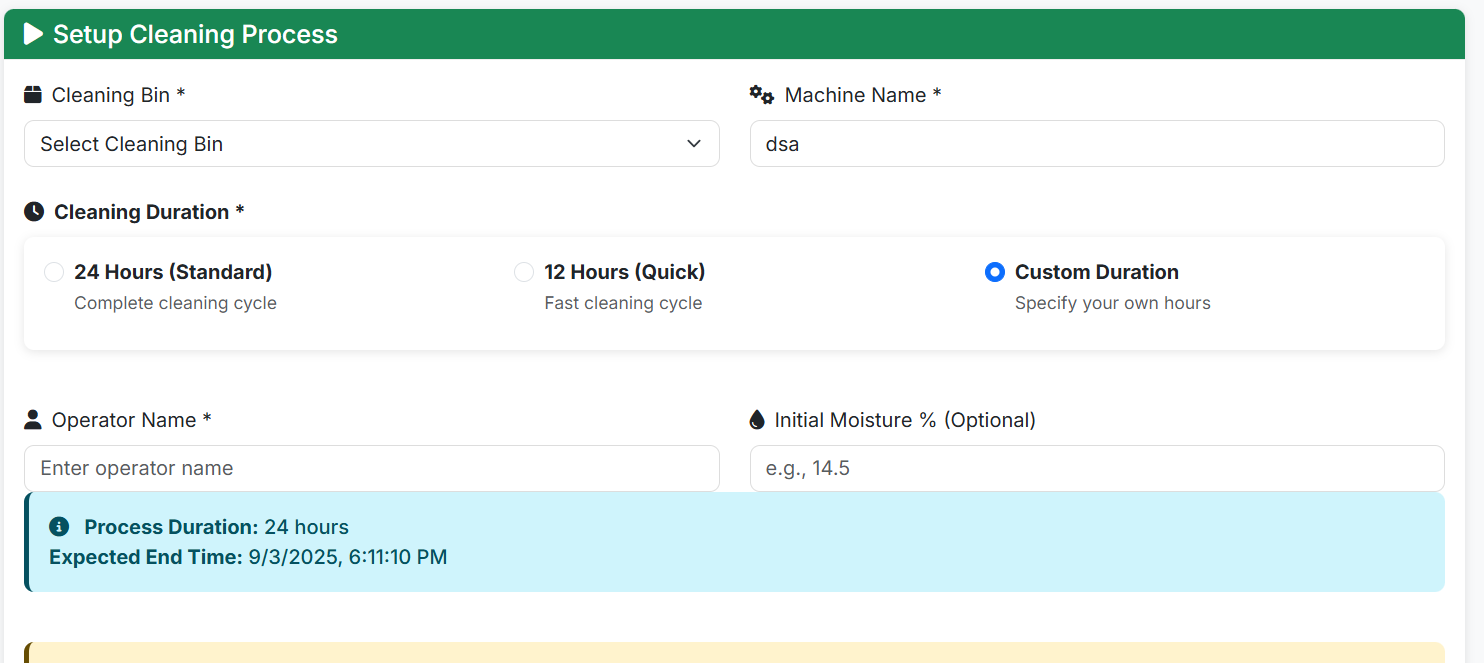 Setup Cleaning Process
Cleaning Bin *
Machine Name *
Select Cleaning Bin
dsa
Cleaning Duration *
24 Hours (Standard)
Complete cleaning cycle
12 Hours (Quick)
Fast cleaning cycle
Custom Duration
Specify your own hours
Operator Name *
Initial Moisture % (Optional)
Enter operator name
e.g., 14.5
Process Duration: 24 hours
Expected End Time: 9/3/2025, 6:11:10 PM